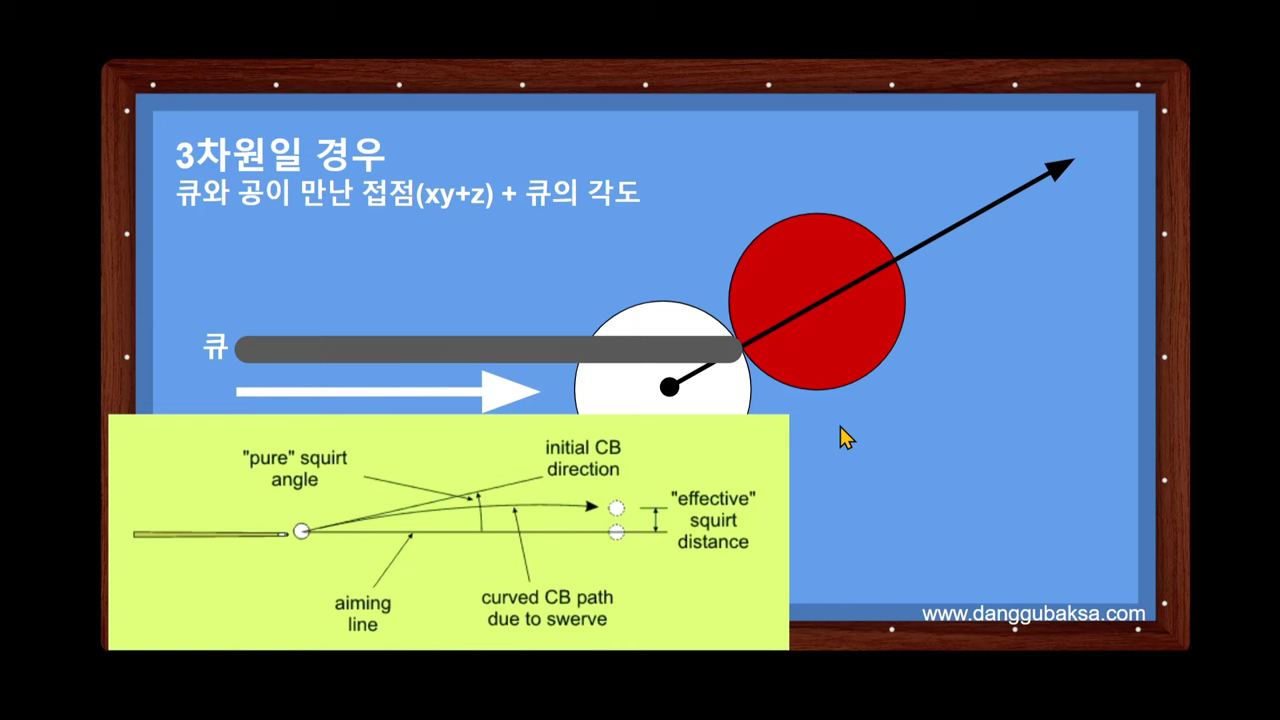 3차원일 경우
큐와 공이 만난 접점(xy+z) + 큐의 각도
큐
"pure" squirt
angle
initial CB
direction
"effective"
squirt
distance
aiming
line
curved CB path
due to swerve
www.danggubaksa.com